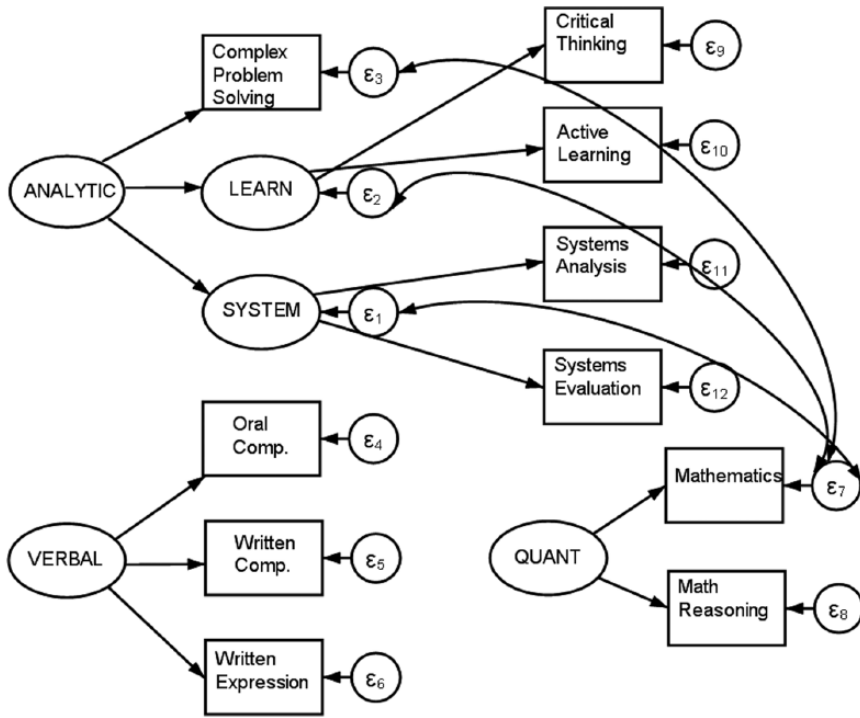 Complex
Problem
Solving
ε3
Critical
Thinking
ε9
Active
Learning
ε10
ANALYTIC
LEARN
ε2
Systems
Analysis
ε11
SYSTEM
ε1
Systems
Evaluation
ε12
Oral
Comp.
ε4
Mathematics
ε7
VERBAL
Written
Comp.
ε5
QUANT
Math
Reasoning
ε8
Written
Expression
ε6